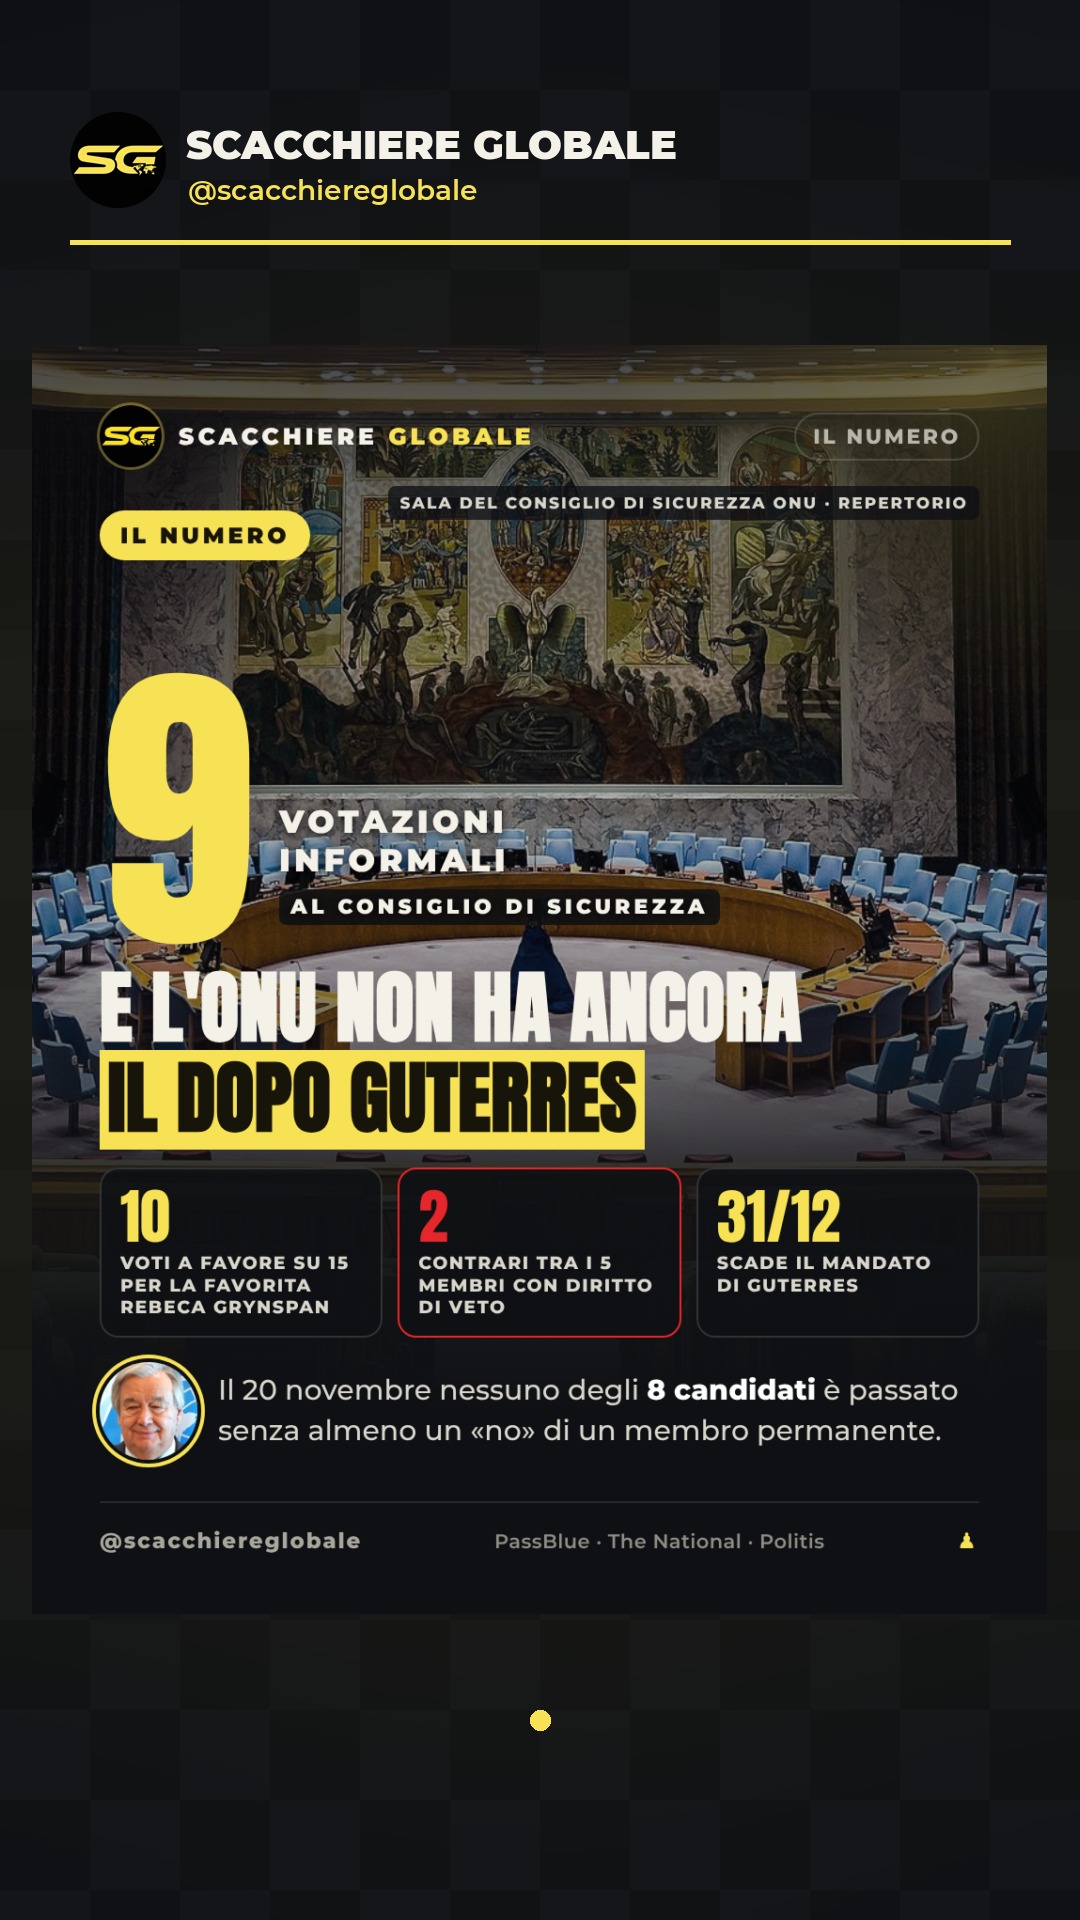 SG
SCACCHIERE GLOBALE
@scacchiereglobale
SG
SCACCHIERE GLOBALE
IL NUMERO
SALA DEL CONSIGLIO DI SICUREZZA ONU · REPERTORIO
IL NUMERO
9
VOTAZIONI
INFORMALI
AL CONSIGLIO DI SICUREZZA
E L'ONU NON HA ANCORA
IL DOPO GUTERRES
10
VOTI A FAVORE SU 15
PER LA FAVORITA
REBECA GRYNSPAN
2
CONTRARI TRA I 5
MEMBRI CON DIRITTO
DI VETO
31/12
SCADE IL MANDATO
DI GUTERRES
Il 20 novembre nessuno degli 8 candidati è passato
senza almeno un «no» di un membro permanente.
@scacchiereglobale
PassBlue · The National · Politis